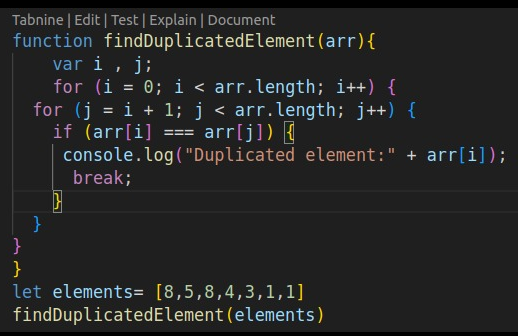 Tabnine | Edit | Test | Explain | Document
function findDuplicatedElement(arr){
    var i , j;
    for (i = 0; i < arr.length; i++) {
  for (j = i + 1; j < arr.length; j++) {
    if (arr[i] === arr[j]) {
     console.log("Duplicated element:" + arr[i]);
      break;
    }
  }
}
}
let elements= [8,5,8,4,3,1,1]
findDuplicatedElement(elements)